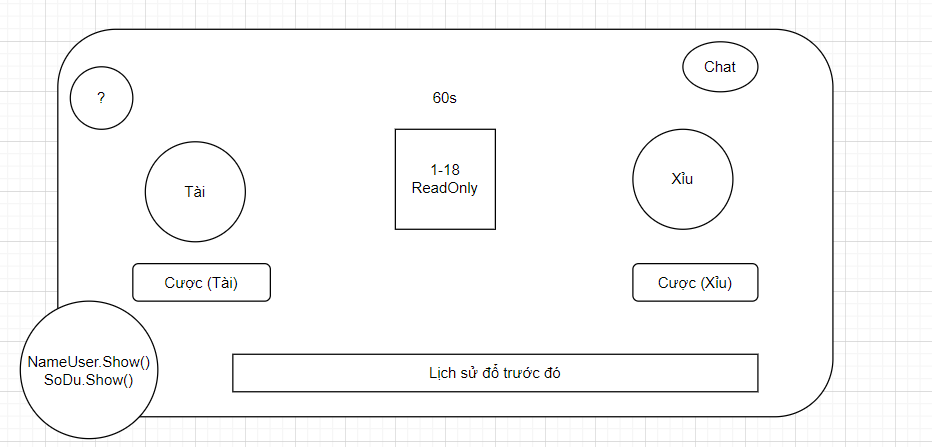 Chat
?
60s
1-18
ReadOnly
Tài
Xỉu
Cược (Tài)
Cược (Xỉu)
NameUser.Show()
SoDu.Show()
Lịch sử đổ trước đó